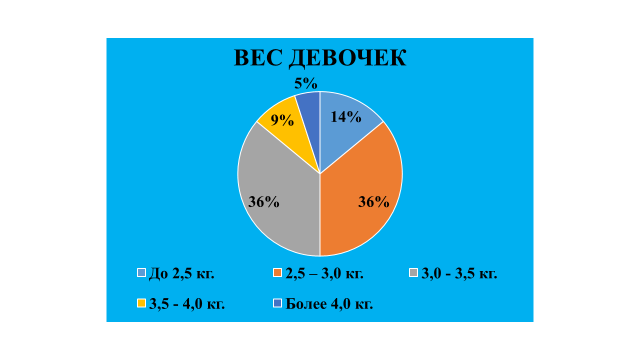 ВЕС ДЕВОЧЕК
5%
14%
9%
36%
36%
До 2,5 кг.
2,5 – 3,0 кг.
3,0 - 3,5 кг.
3,5 - 4,0 кг.
Более 4,0 кг.